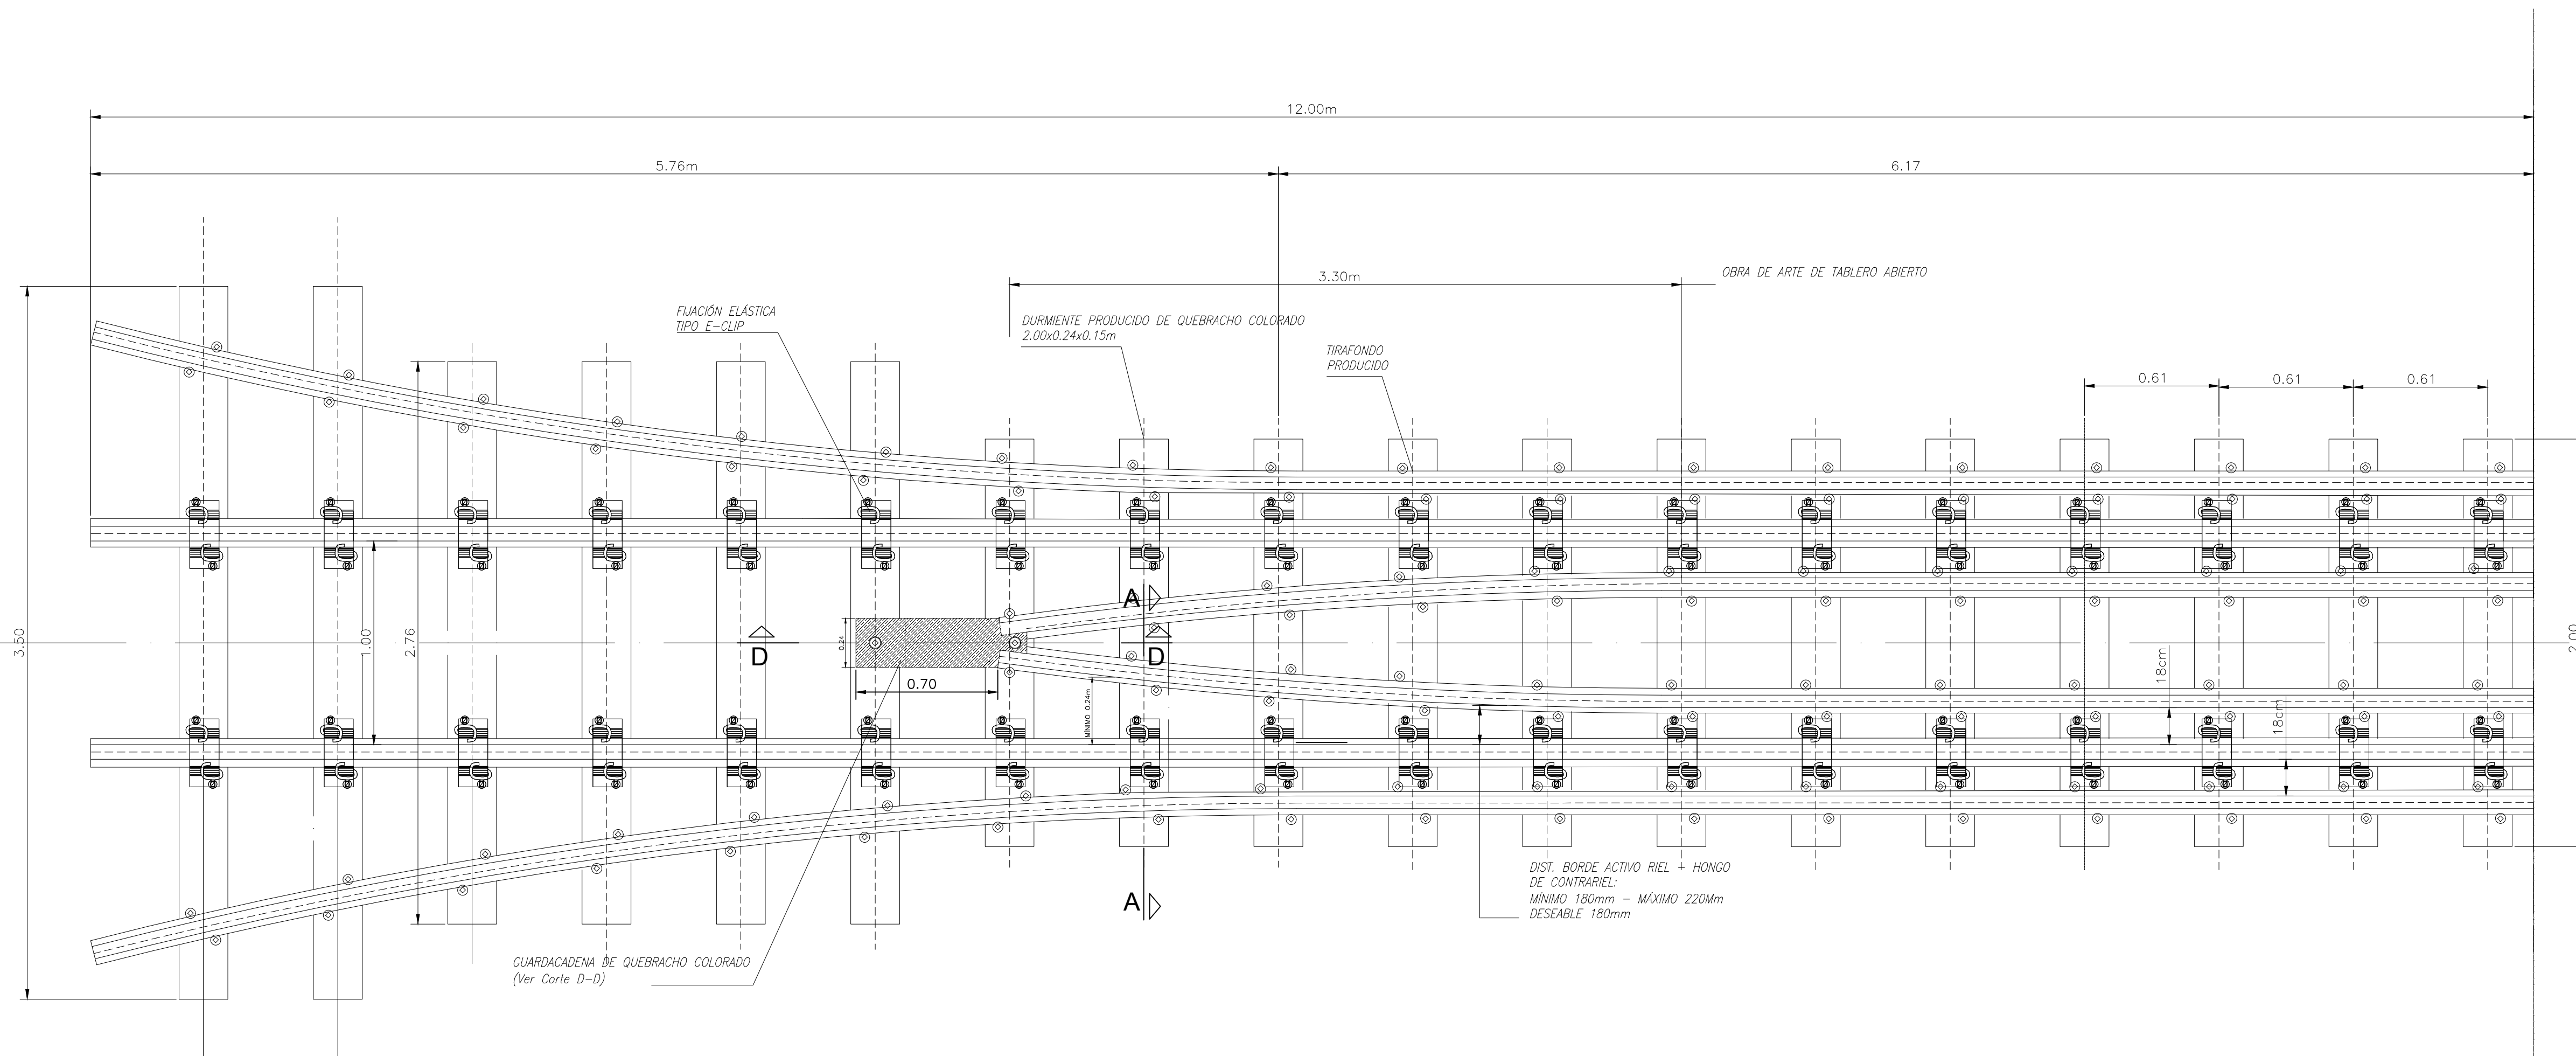 12.00m
5.76m
6.17
3.30m
OBRA DE ARTE DE TABLERO ABIERTO
FIJACIÓN ELÁSTICA
TIPO E-CLIP
DURMIENTE PRODUCIDO DE QUEBRACHO COLORADO
2.00x0.24x0.15m
TIRAFONDO
PRODUCIDO
0.61
0.61
0.61
3.50
1.00
2.76
D
0.24
0.70
A
D
MÍNIMO 0.24m
18cm
18cm
2.00
DIST. BORDE ACTIVO RIEL - HONGO
DE CONTRARIEL:
MÍNIMO 180mm - MÁXIMO 220Mm
DESEABLE 180mm
A
GUARDACADENA DE QUEBRACHO COLORADO
(Ver Corte D-D)